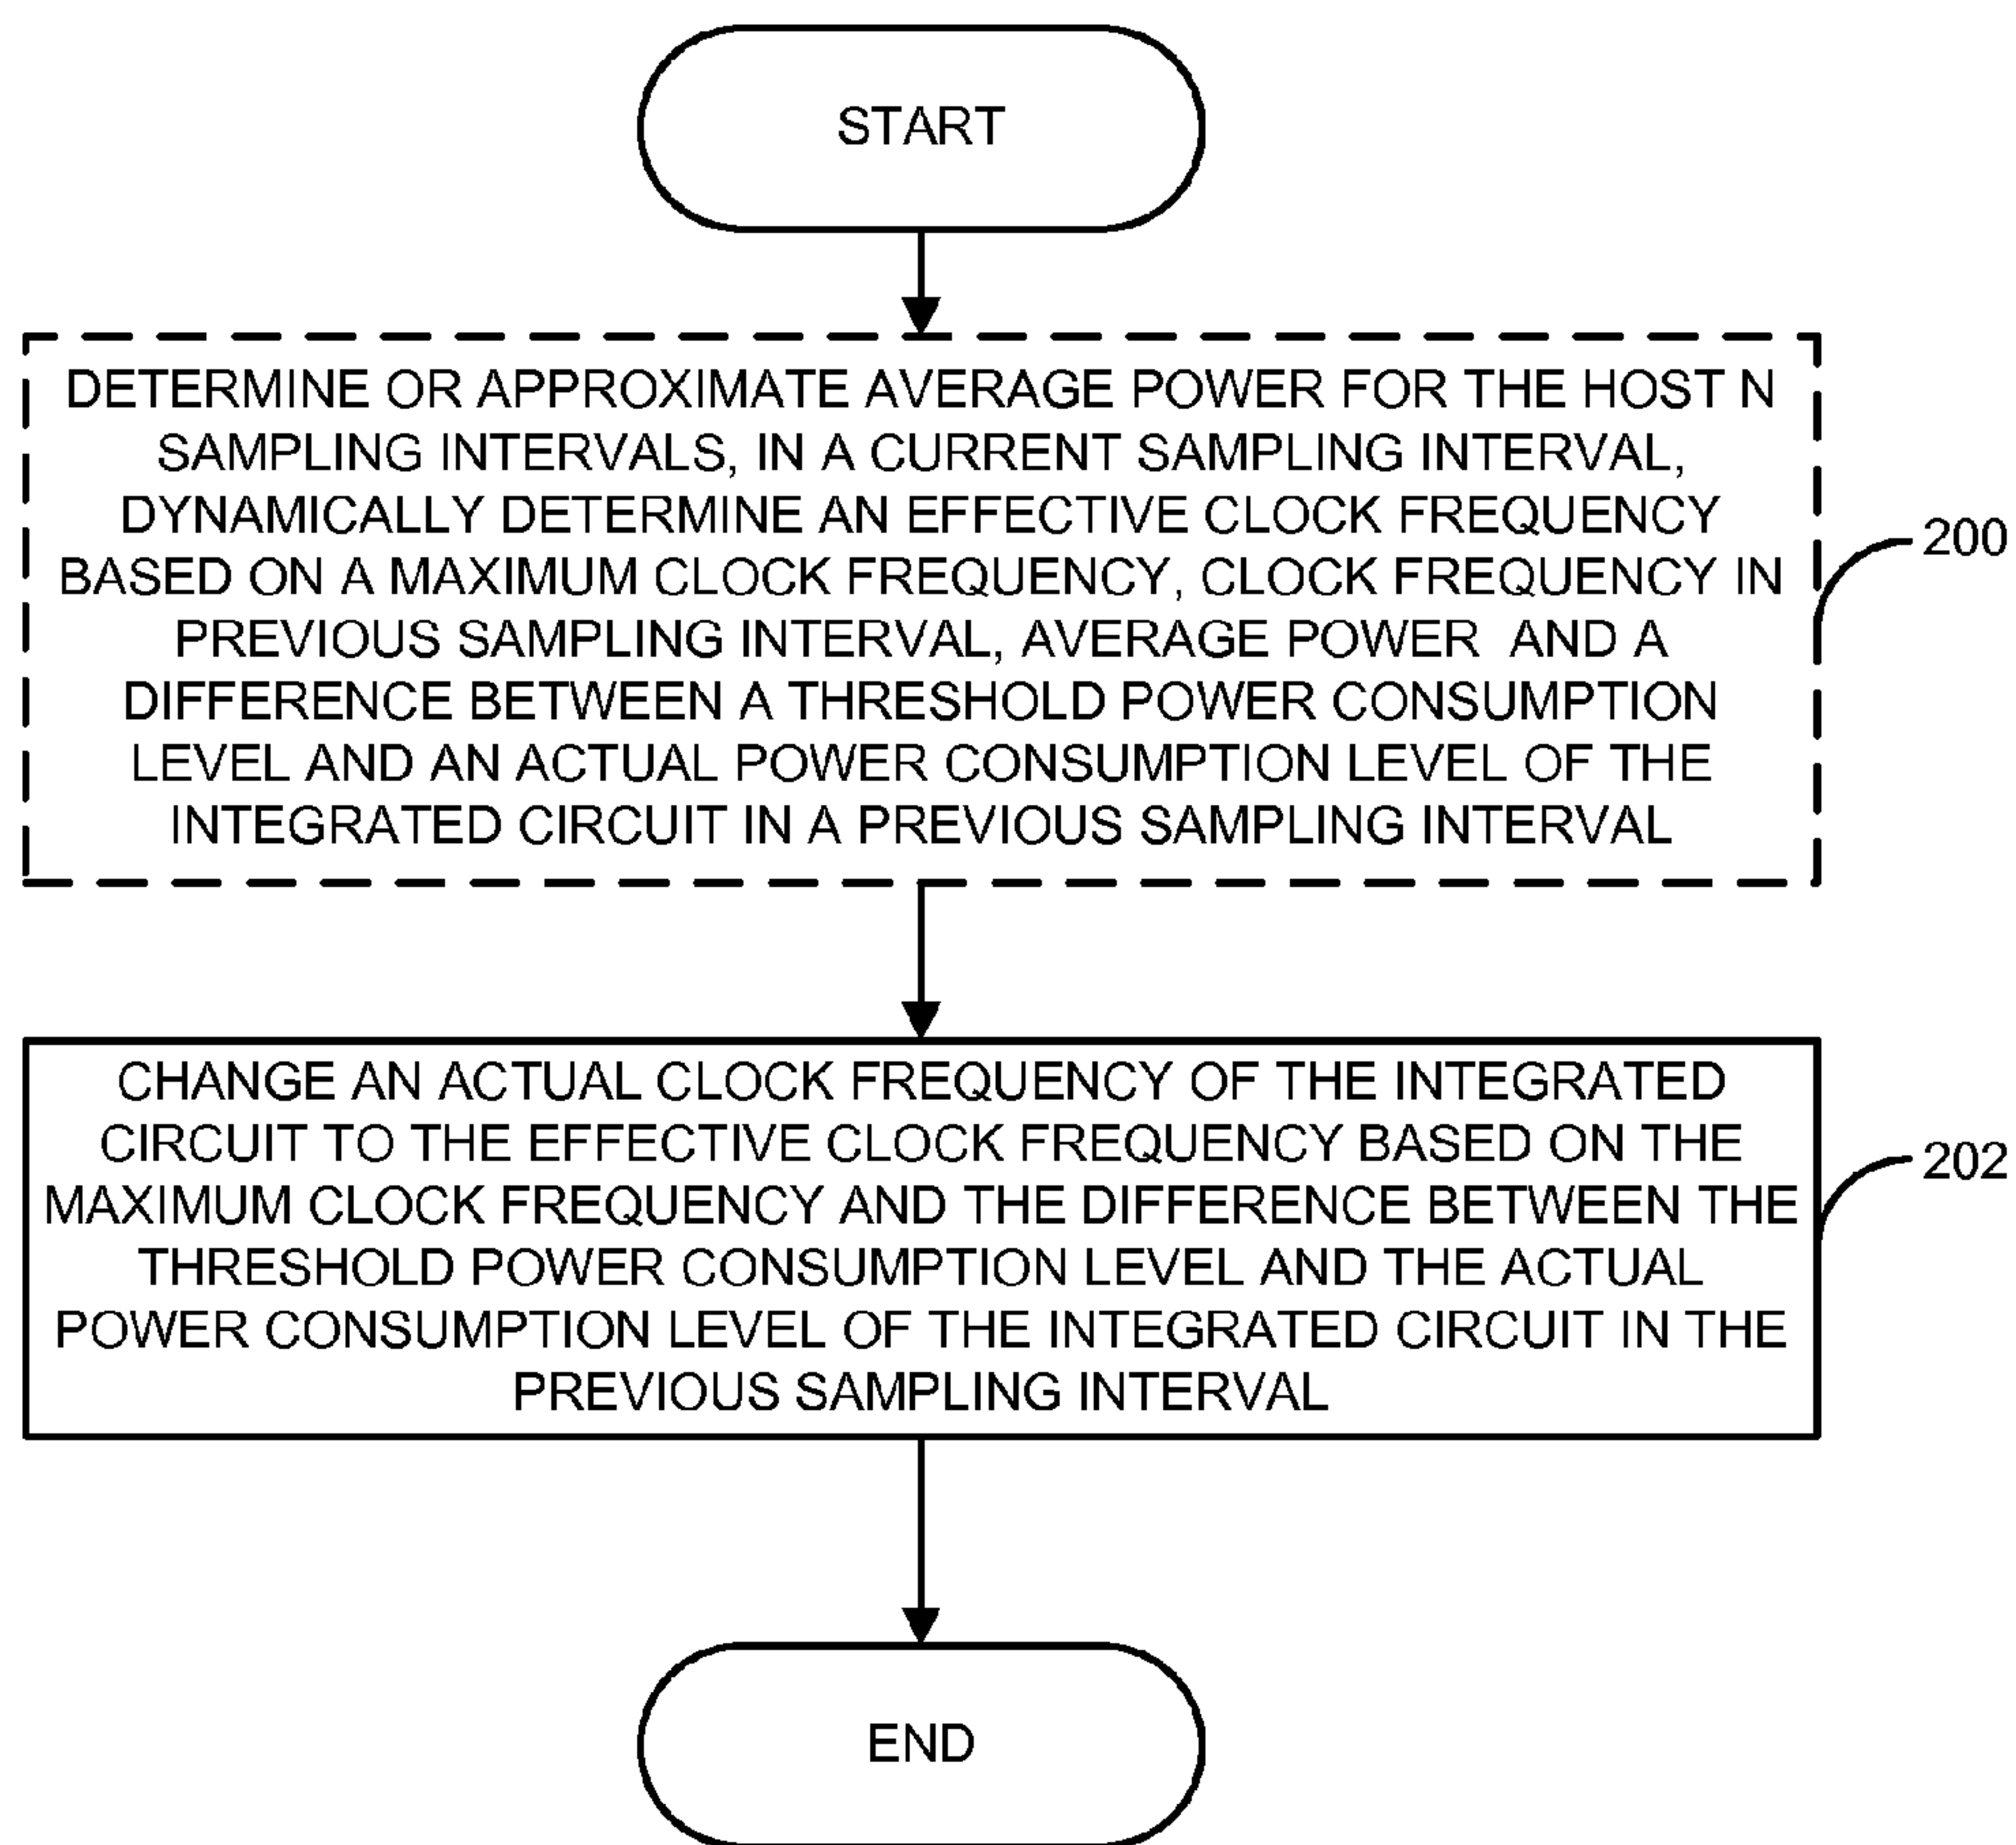 START
DETERMINE OR APPROXIMATE AVERAGE POWER FOR THE HOST N
SAMPLING INTERVALS, IN A CURRENT SAMPLING INTERVAL,
DYNAMICALLY DETERMINE AN EFFECTIVE CLOCK FREQUENCY
BASED ON A MAXIMUM CLOCK FREQUENCY, CLOCK FREQUENCY IN
PREVIOUS SAMPLING INTERVAL, AVERAGE POWER AND A
DIFFERENCE BETWEEN A THRESHOLD POWER CONSUMPTION
LEVEL AND AN ACTUAL POWER CONSUMPTION LEVEL OF THE
INTEGRATED CIRCUIT IN A PREVIOUS SAMPLING INTERVAL
200
CHANGE AN ACTUAL CLOCK FREQUENCY OF THE INTEGRATED
CIRCUIT TO THE EFFECTIVE CLOCK FREQUENCY BASED ON THE
MAXIMUM CLOCK FREQUENCY AND THE DIFFERENCE BETWEEN THE
THRESHOLD POWER CONSUMPTION LEVEL AND THE ACTUAL
POWER CONSUMPTION LEVEL OF THE INTEGRATED CIRCUIT IN THE
PREVIOUS SAMPLING INTERVAL
202
END